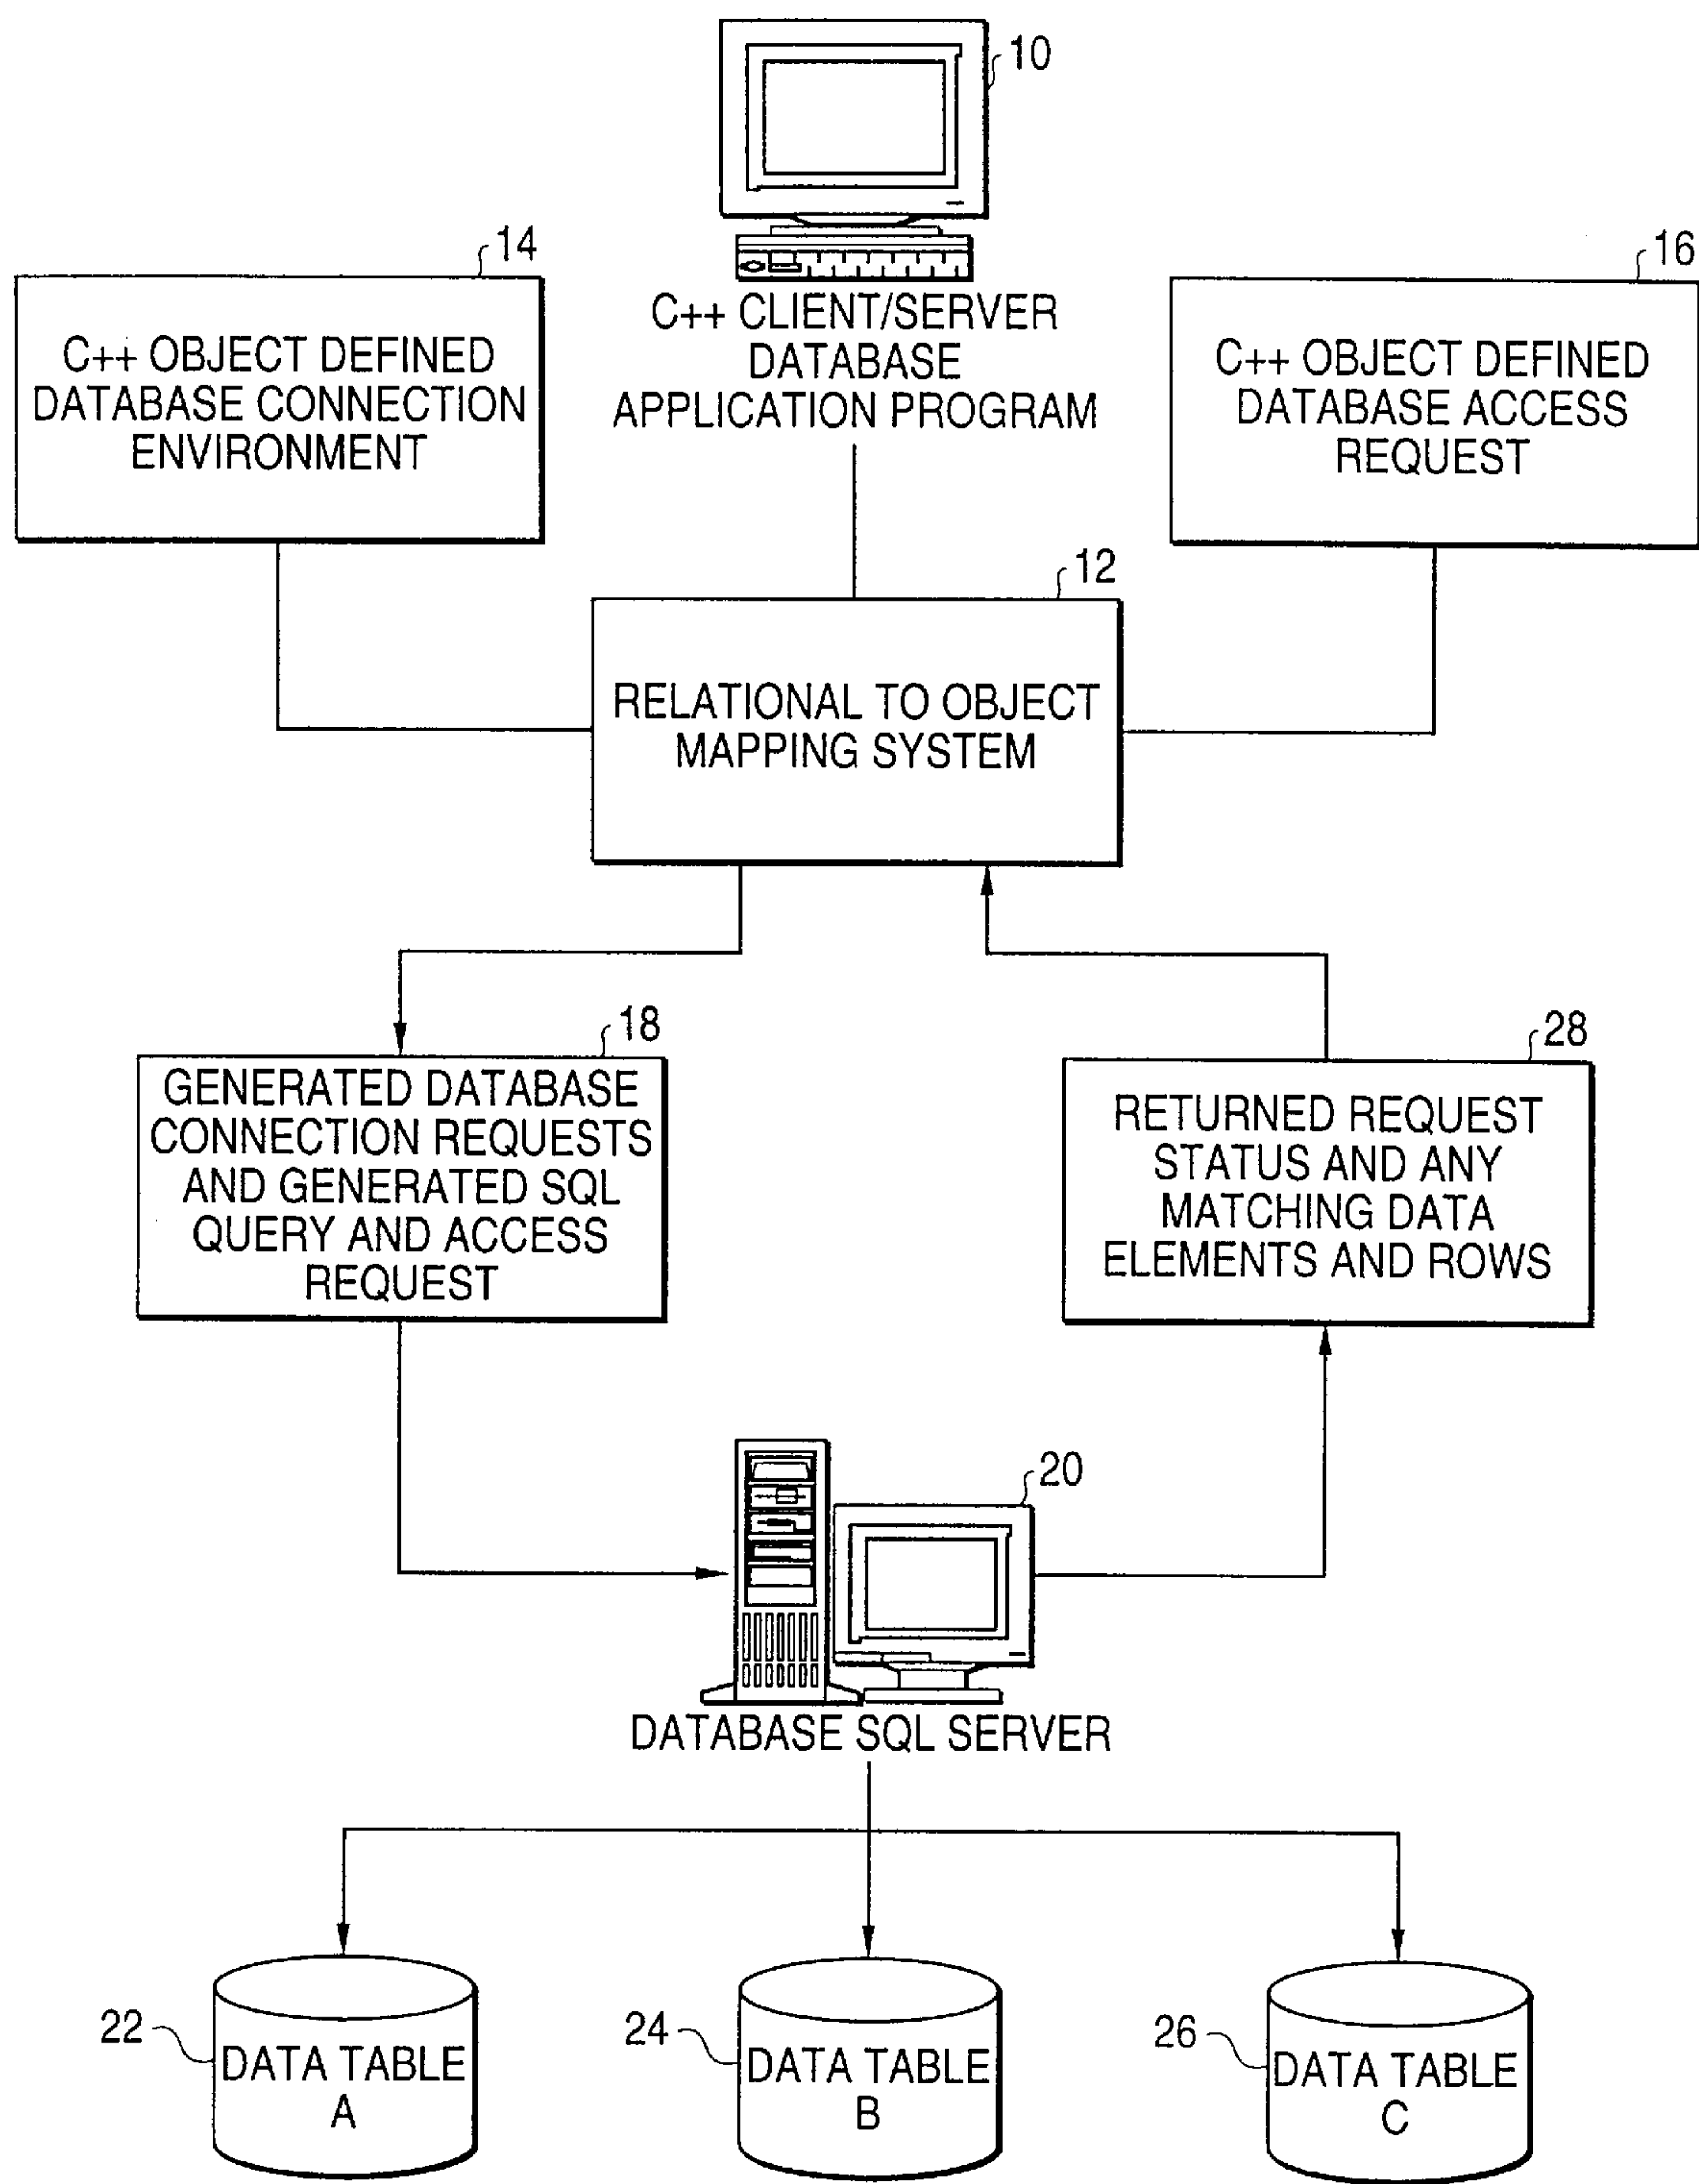 10
14
C++ OBJECT DEFINED
DATABASE CONNECTION
ENVIRONMENT
C++ CLIENT/SERVER
DATABASE
APPLICATION PROGRAM
16
C++ OBJECT DEFINED
DATABASE ACCESS
REQUEST
12
RELATIONAL TO OBJECT
MAPPING SYSTEM
18
GENERATED DATABASE
CONNECTION REQUESTS
AND GENERATED SQL
QUERY AND ACCESS
REQUEST
28
RETURNED REQUEST
STATUS AND ANY
MATCHING DATA
ELEMENTS AND ROWS
20
DATABASE SQL SERVER
22
DATA TABLE
A
24
DATA TABLE
B
26
DATA TABLE
C